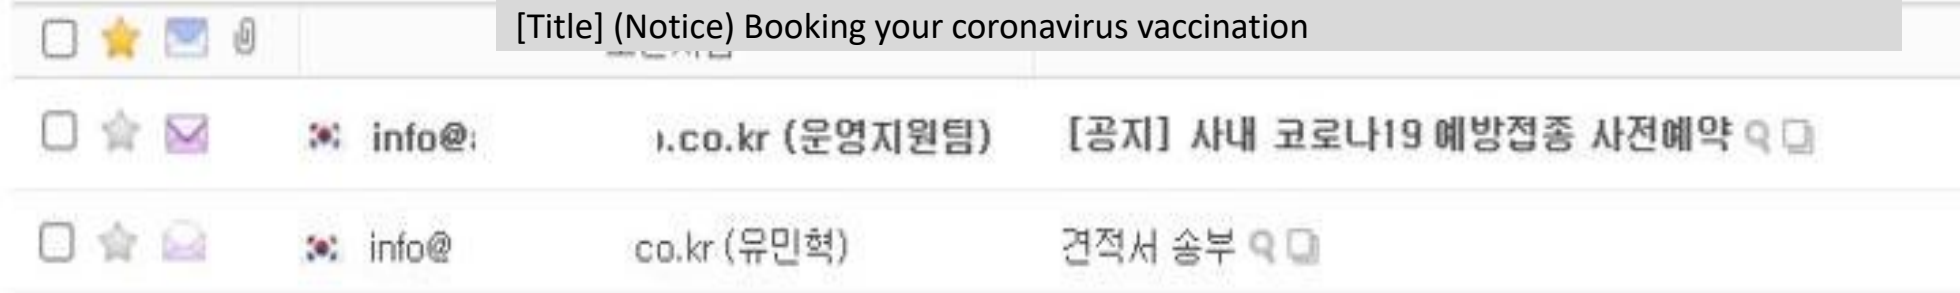 [Title] (Notice) Booking your coronavirus vaccination
info@ .co.kr (운영지원팀) [공지] 사내 코로나19 예방접종 사전예약
info@ co.kr (유민혁) 견적서 송부